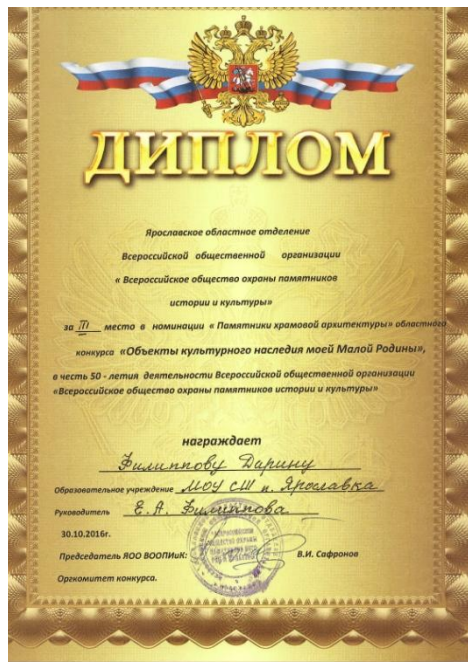 ДИПЛОМ
Ярославское областное отделение
Всероссийской общественной организации
« Всероссийское общество охраны памятников
истории и культуры»
за III место в номинации « Памятники храмовой архитектуры» областного
конкурса «Объекты культурного наследия моей Малой Родины»,
в честь 50 - летия деятельности Всероссийской общественной организации
«Всероссийское общество охраны памятников истории и культуры»
награждает
Филиппову Дарину
Образовательное учреждение МОУ СШ п. Ярославка
Руководитель Е.А. Филиппова
30.10.2016г.
Председатель ЯОО ВООПИиК: В.И. Сафронов
Оргкомитет конкурса.